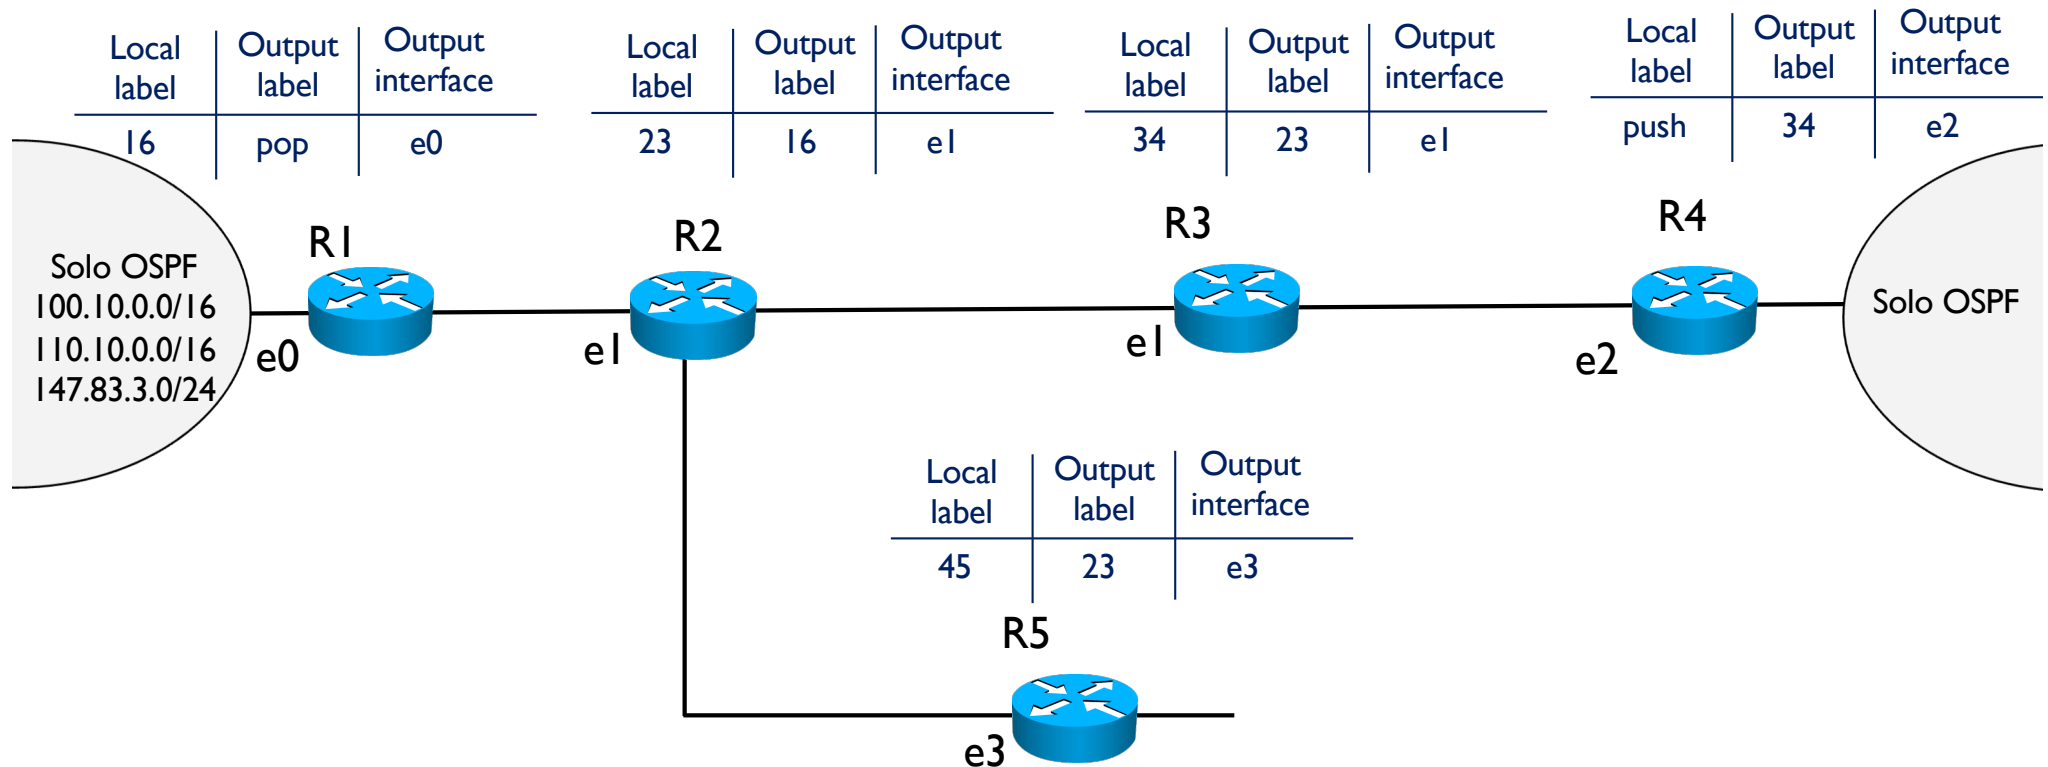 Local label
Output label
Output interface
16
pop
e0
Local label
Output label
Output interface
23
16
e1
Local label
Output label
Output interface
34
23
e1
Local label
Output label
Output interface
push
34
e2
R1
R2
R3
R4
Solo OSPF
100.10.0.0/16
110.10.0.0/16
147.83.3.0/24
e0
e1
e1
e2
Solo OSPF
Local label
Output label
Output interface
45
23
e3
R5
e3